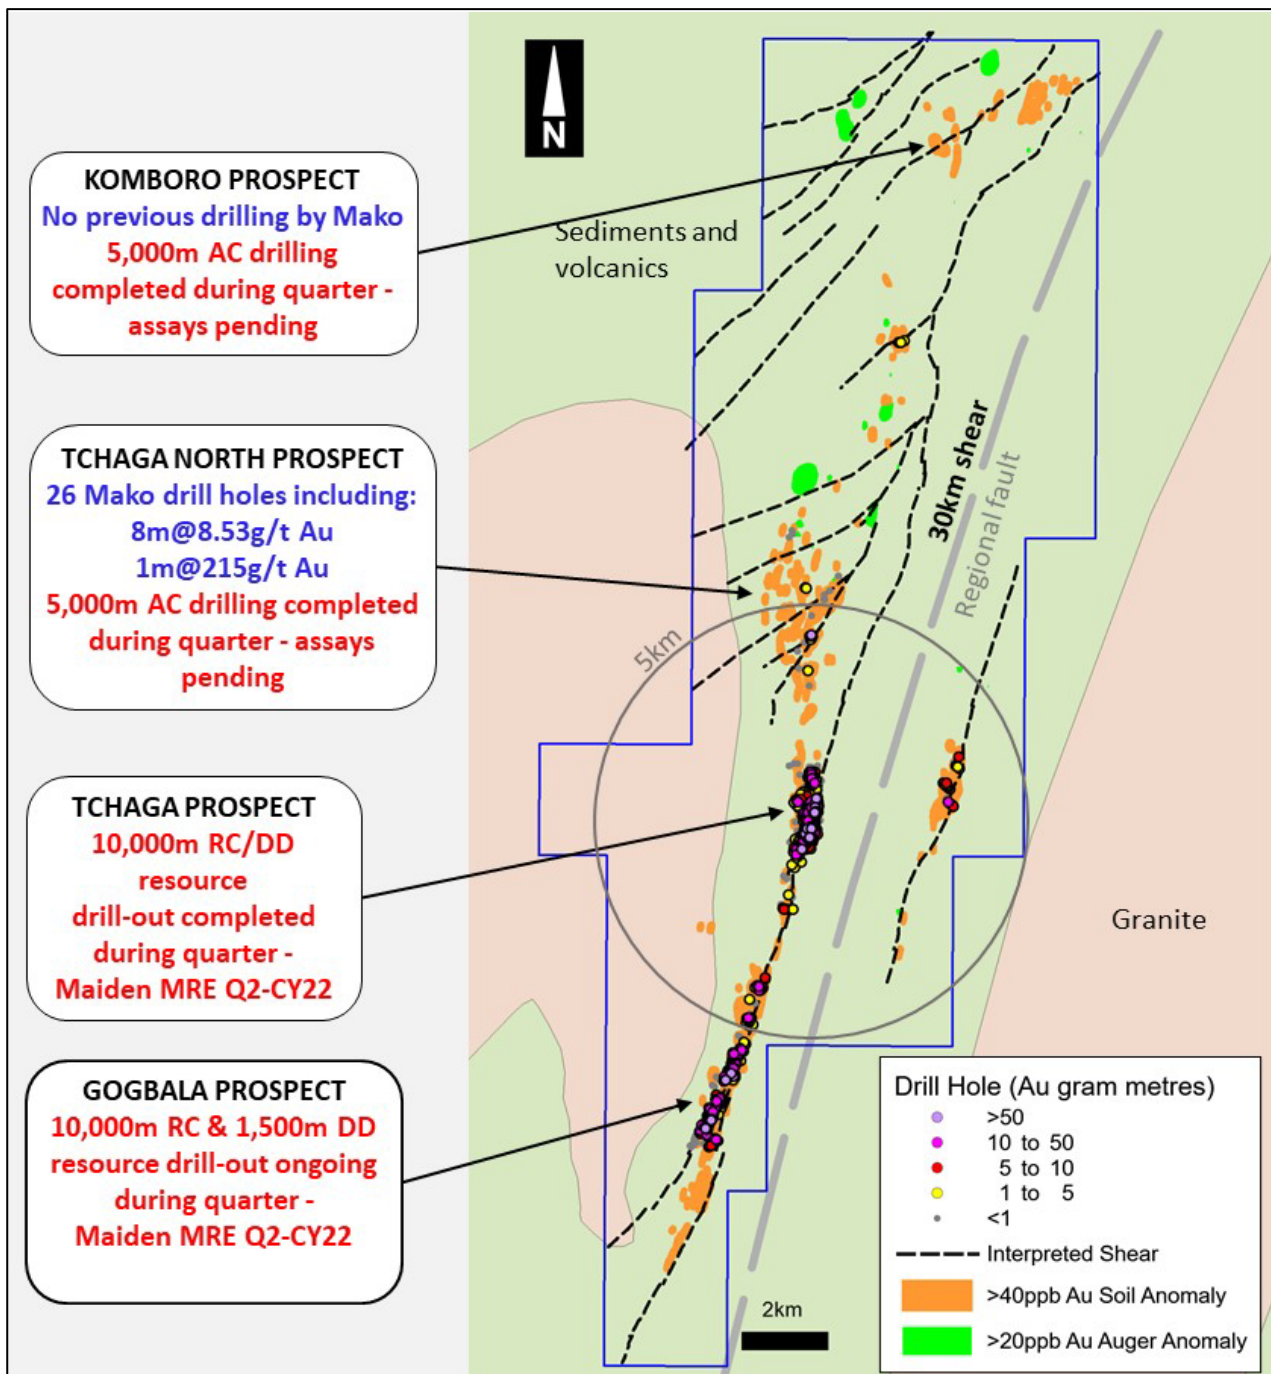 N
KOMBORO PROSPECT
No previous drilling by Mako
5,000m AC drilling
completed during quarter -
assays pending
Sediments and
volcanics
TCHAGA NORTH PROSPECT
26 Mako drill holes including:
8m@8.53g/t Au
1m@215g/t Au
5,000m AC drilling completed
during quarter - assays
pending
30km shear
Regional fault
5km
TCHAGA PROSPECT
10,000m RC/DD
resource
drill-out completed
during quarter -
Maiden MRE Q2-CY22
Granite
GOGBALA PROSPECT
10,000m RC & 1,500m DD
resource drill-out ongoing
during quarter -
Maiden MRE Q2-CY22
2km
Drill Hole (Au gram metres)
>50
10 to 50
5 to 10
1 to 5
<1
Interpreted Shear
>40ppb Au Soil Anomaly
>20ppb Au Auger Anomaly